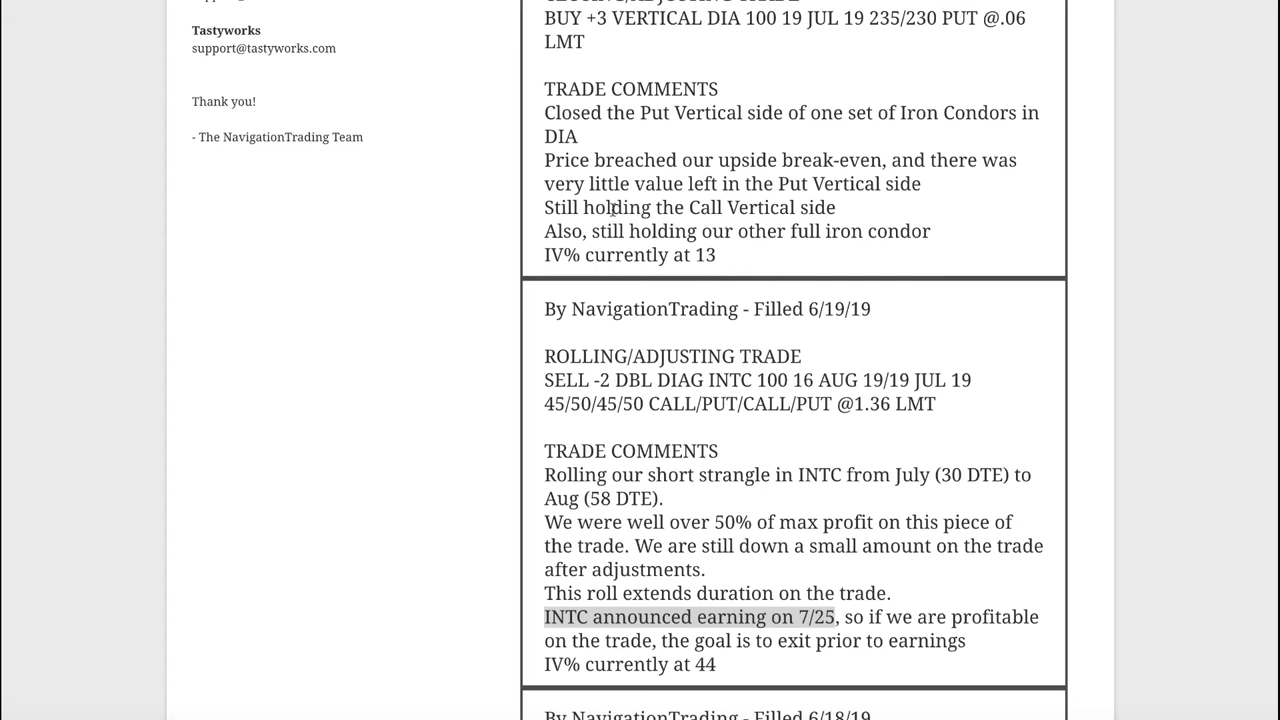 Tastyworks
support@tastyworks.com
Thank you!
- The NavigationTrading Team
BUY +3 VERTICAL DIA 100 19 JUL 19 235/230 PUT @.06
LMT
TRADE COMMENTS
Closed the Put Vertical side of one set of Iron Condors in
DIA
Price breached our upside break-even, and there was
very little value left in the Put Vertical side
Still holding the Call Vertical side
Also, still holding our other full iron condor
IV% currently at 13
By NavigationTrading - Filled 6/19/19
ROLLING/ADJUSTING TRADE
SELL -2 DBL DIAG INTC 100 16 AUG 19/19 JUL 19
45/50/45/50 CALL/PUT/CALL/PUT @1.36 LMT
TRADE COMMENTS
Rolling our short strangle in INTC from July (30 DTE) to
Aug (58 DTE).
We were well over 50% of max profit on this piece of
the trade. We are still down a small amount on the trade
after adjustments.
This roll extends duration on the trade.
INTC announced earning on 7/25, so if we are profitable
on the trade, the goal is to exit prior to earnings
IV% currently at 44
By NavigationTrading - Filled 6/18/19